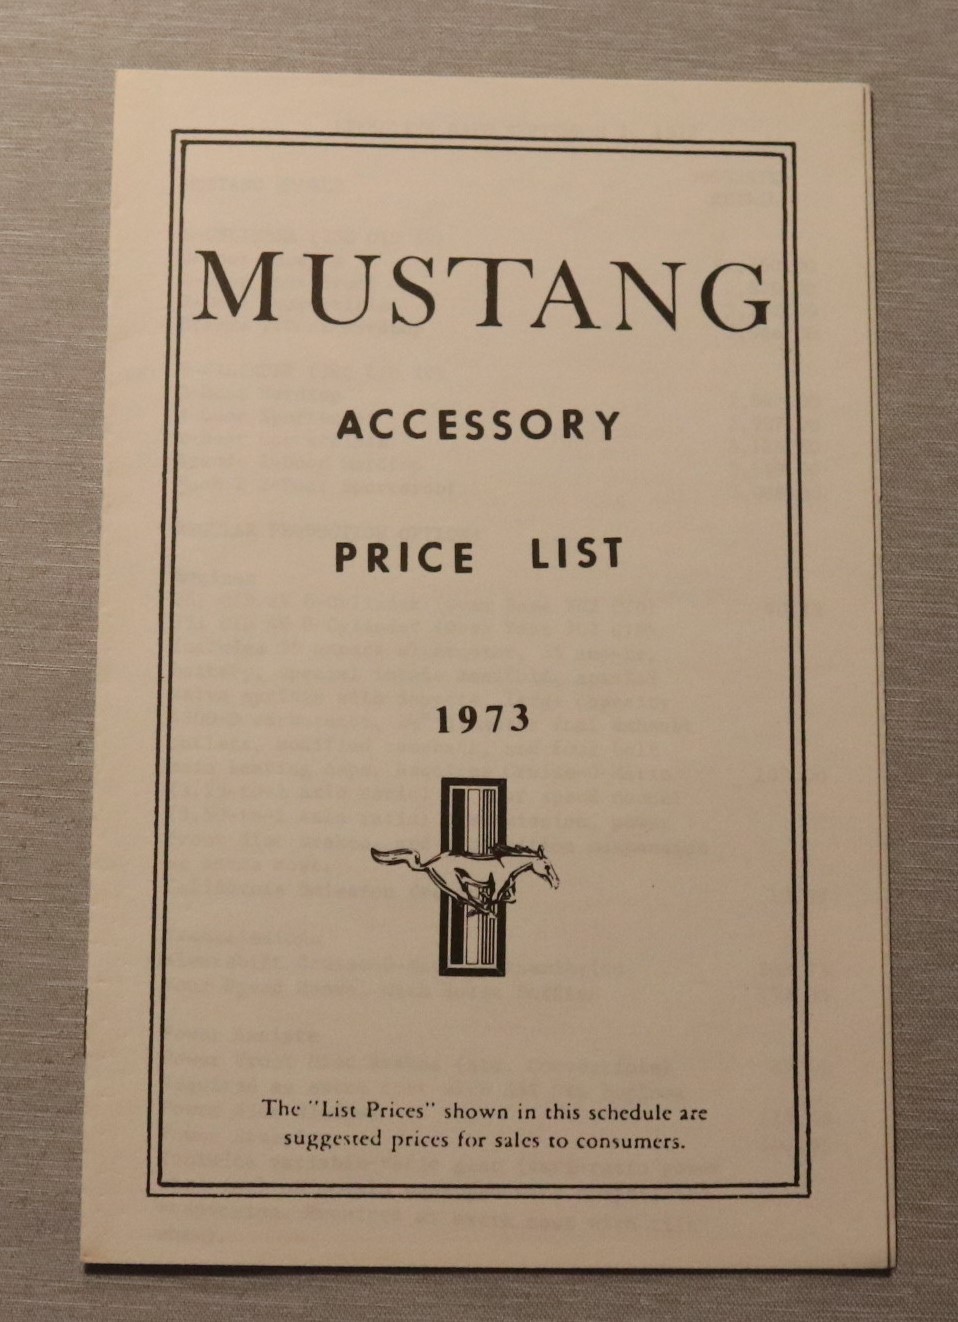 MUSTANG
ACCESSORY
PRICE LIST
1973
The "List Prices" shown in this schedule are
suggested prices for sales to consumers.